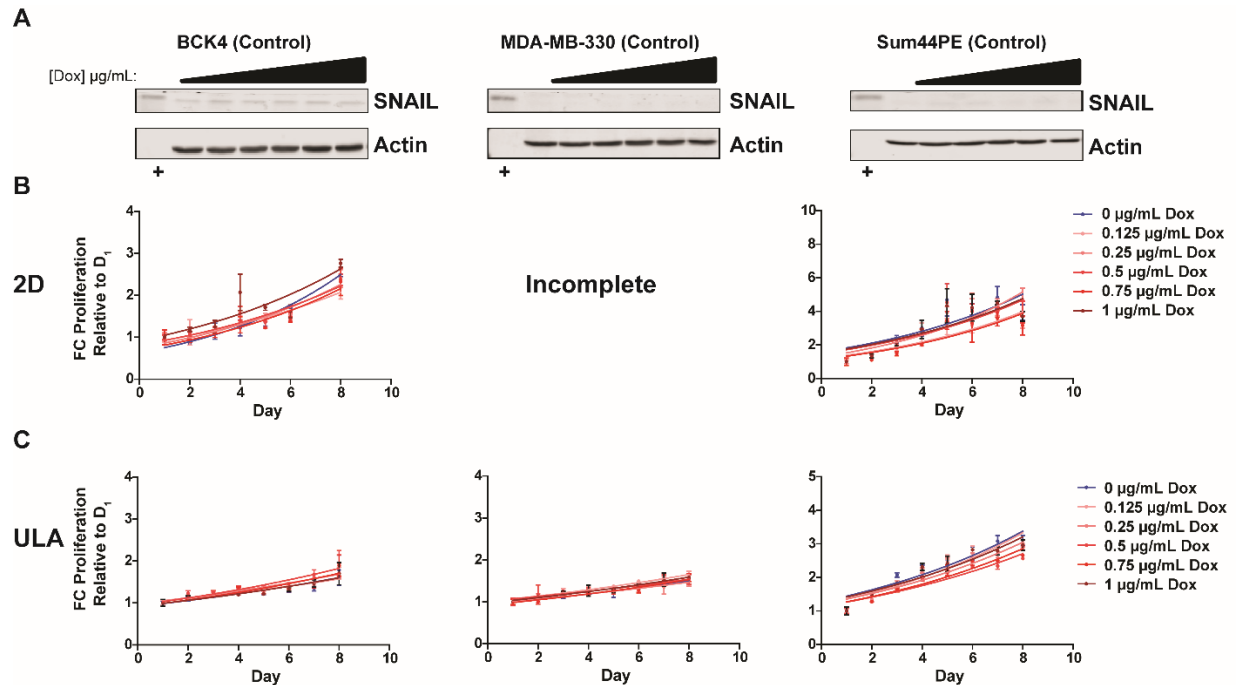 A
BCK4 (Control)
MDA-MB-330 (Control)
Sum44PE (Control)
[Dox] µg/mL:
SNAIL
SNAIL
SNAIL
Actin
Actin
Actin
+
+
+
B
2D
FC Proliferation
Relative to D1
4
3
2
1
0
0 2 4 6 8 10
Day
Incomplete
10
8
6
4
2
0
0 2 4 6 8 10
Day
0 µg/mL Dox
0.125 µg/mL Dox
0.25 µg/mL Dox
0.5 µg/mL Dox
0.75 µg/mL Dox
1 µg/mL Dox
C
ULA
FC Proliferation
Relative to D1
4
3
2
1
0
0 2 4 6 8 10
Day
4
3
2
1
0
0 2 4 6 8 10
Day
5
4
3
2
1
0
0 2 4 6 8 10
Day
0 µg/mL Dox
0.125 µg/mL Dox
0.25 µg/mL Dox
0.5 µg/mL Dox
0.75 µg/mL Dox
1 µg/mL Dox